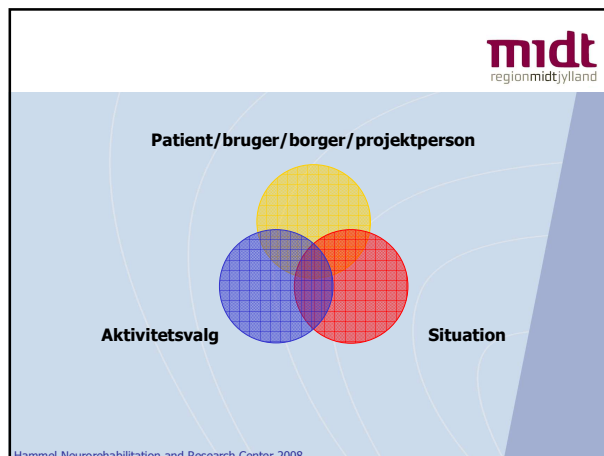 midt
regionmidtjylland
Patient/bruger/borger/projektperson
Aktivitetsvalg
Situation
Hammel Neurorehabilitation and Research Center 2008